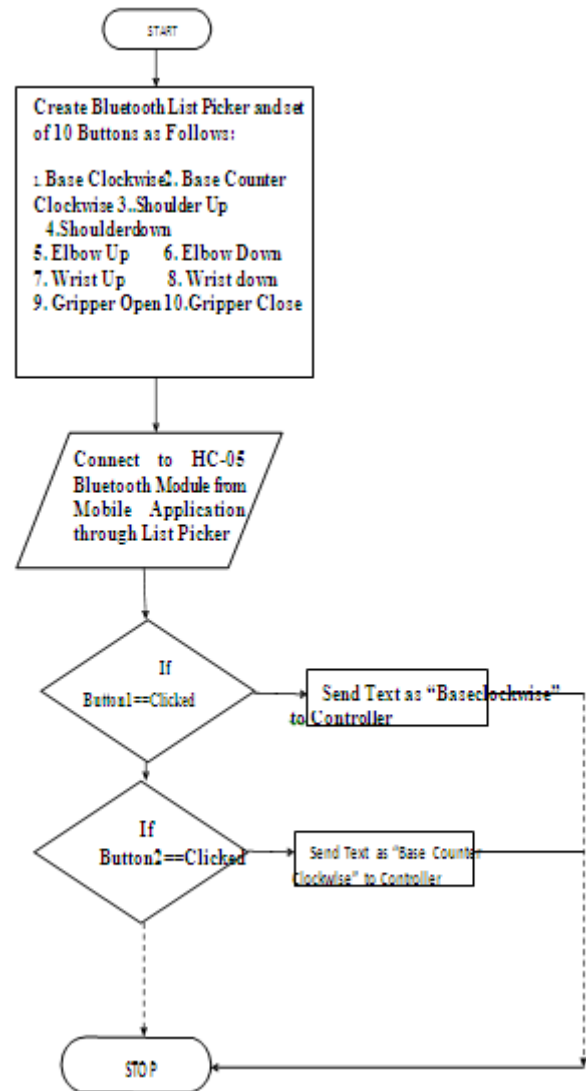 START
Create Bluetooth List Picker and set
of 10 Buttons as Follows:
1. Base Clockwise2. Base Counter
Clockwise 3..Shoulder Up
4.Shoulderdown
5. Elbow Up 6. Elbow Down
7. Wrist Up 8. Wrist down
9. Gripper Open10.Gripper Close
Connect to HC-05
Bluetooth Module from
Mobile Application
through List Picker
If
Button1==Clicked
Send Text as “Baseclockwise”
to Controller
If
Button2==Clicked
Send Text as “Base Counter
Clockwise” to Controller
STOP